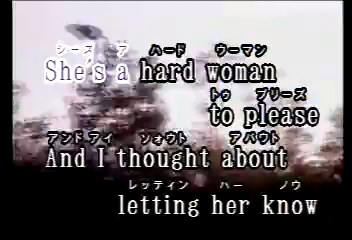 シーズ ア ハード ウーマン
She's a hard woman
トゥ プリーズ
to please
アンド アイ ソォウト アバウト
And I thought about
レッティン ハー ノウ
letting her know